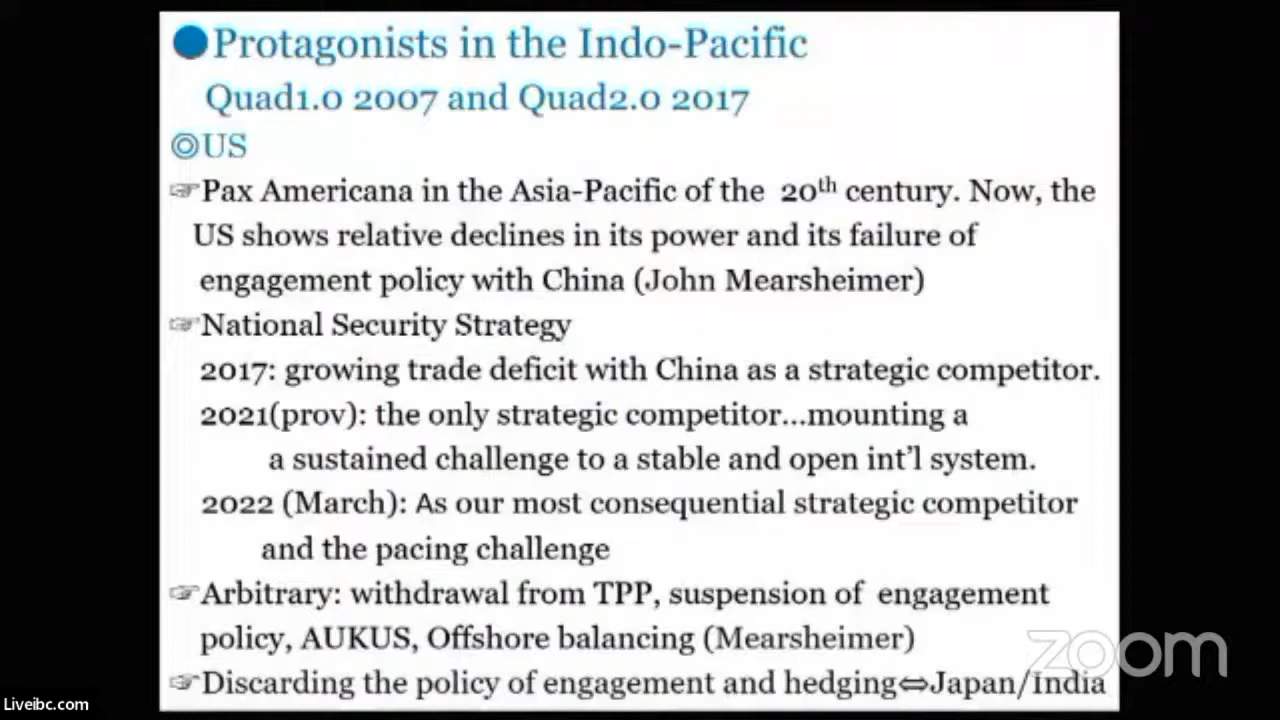 ●Protagonists in the Indo-Pacific
Quad1.0 2007 and Quad2.0 2017
◎US
☞Pax Americana in the Asia-Pacific of the 20th century. Now, the
US shows relative declines in its power and its failure of
engagement policy with China (John Mearsheimer)
☞National Security Strategy
2017: growing trade deficit with China as a strategic competitor.
2021(prov): the only strategic competitor...mounting a
a sustained challenge to a stable and open int'l system.
2022 (March): As our most consequential strategic competitor
and the pacing challenge
☞Arbitrary: withdrawal from TPP, suspension of engagement
policy, AUKUS, Offshore balancing (Mearsheimer)
☞Discarding the policy of engagement and hedging⇔Japan/India
zoom
Liveibc.com